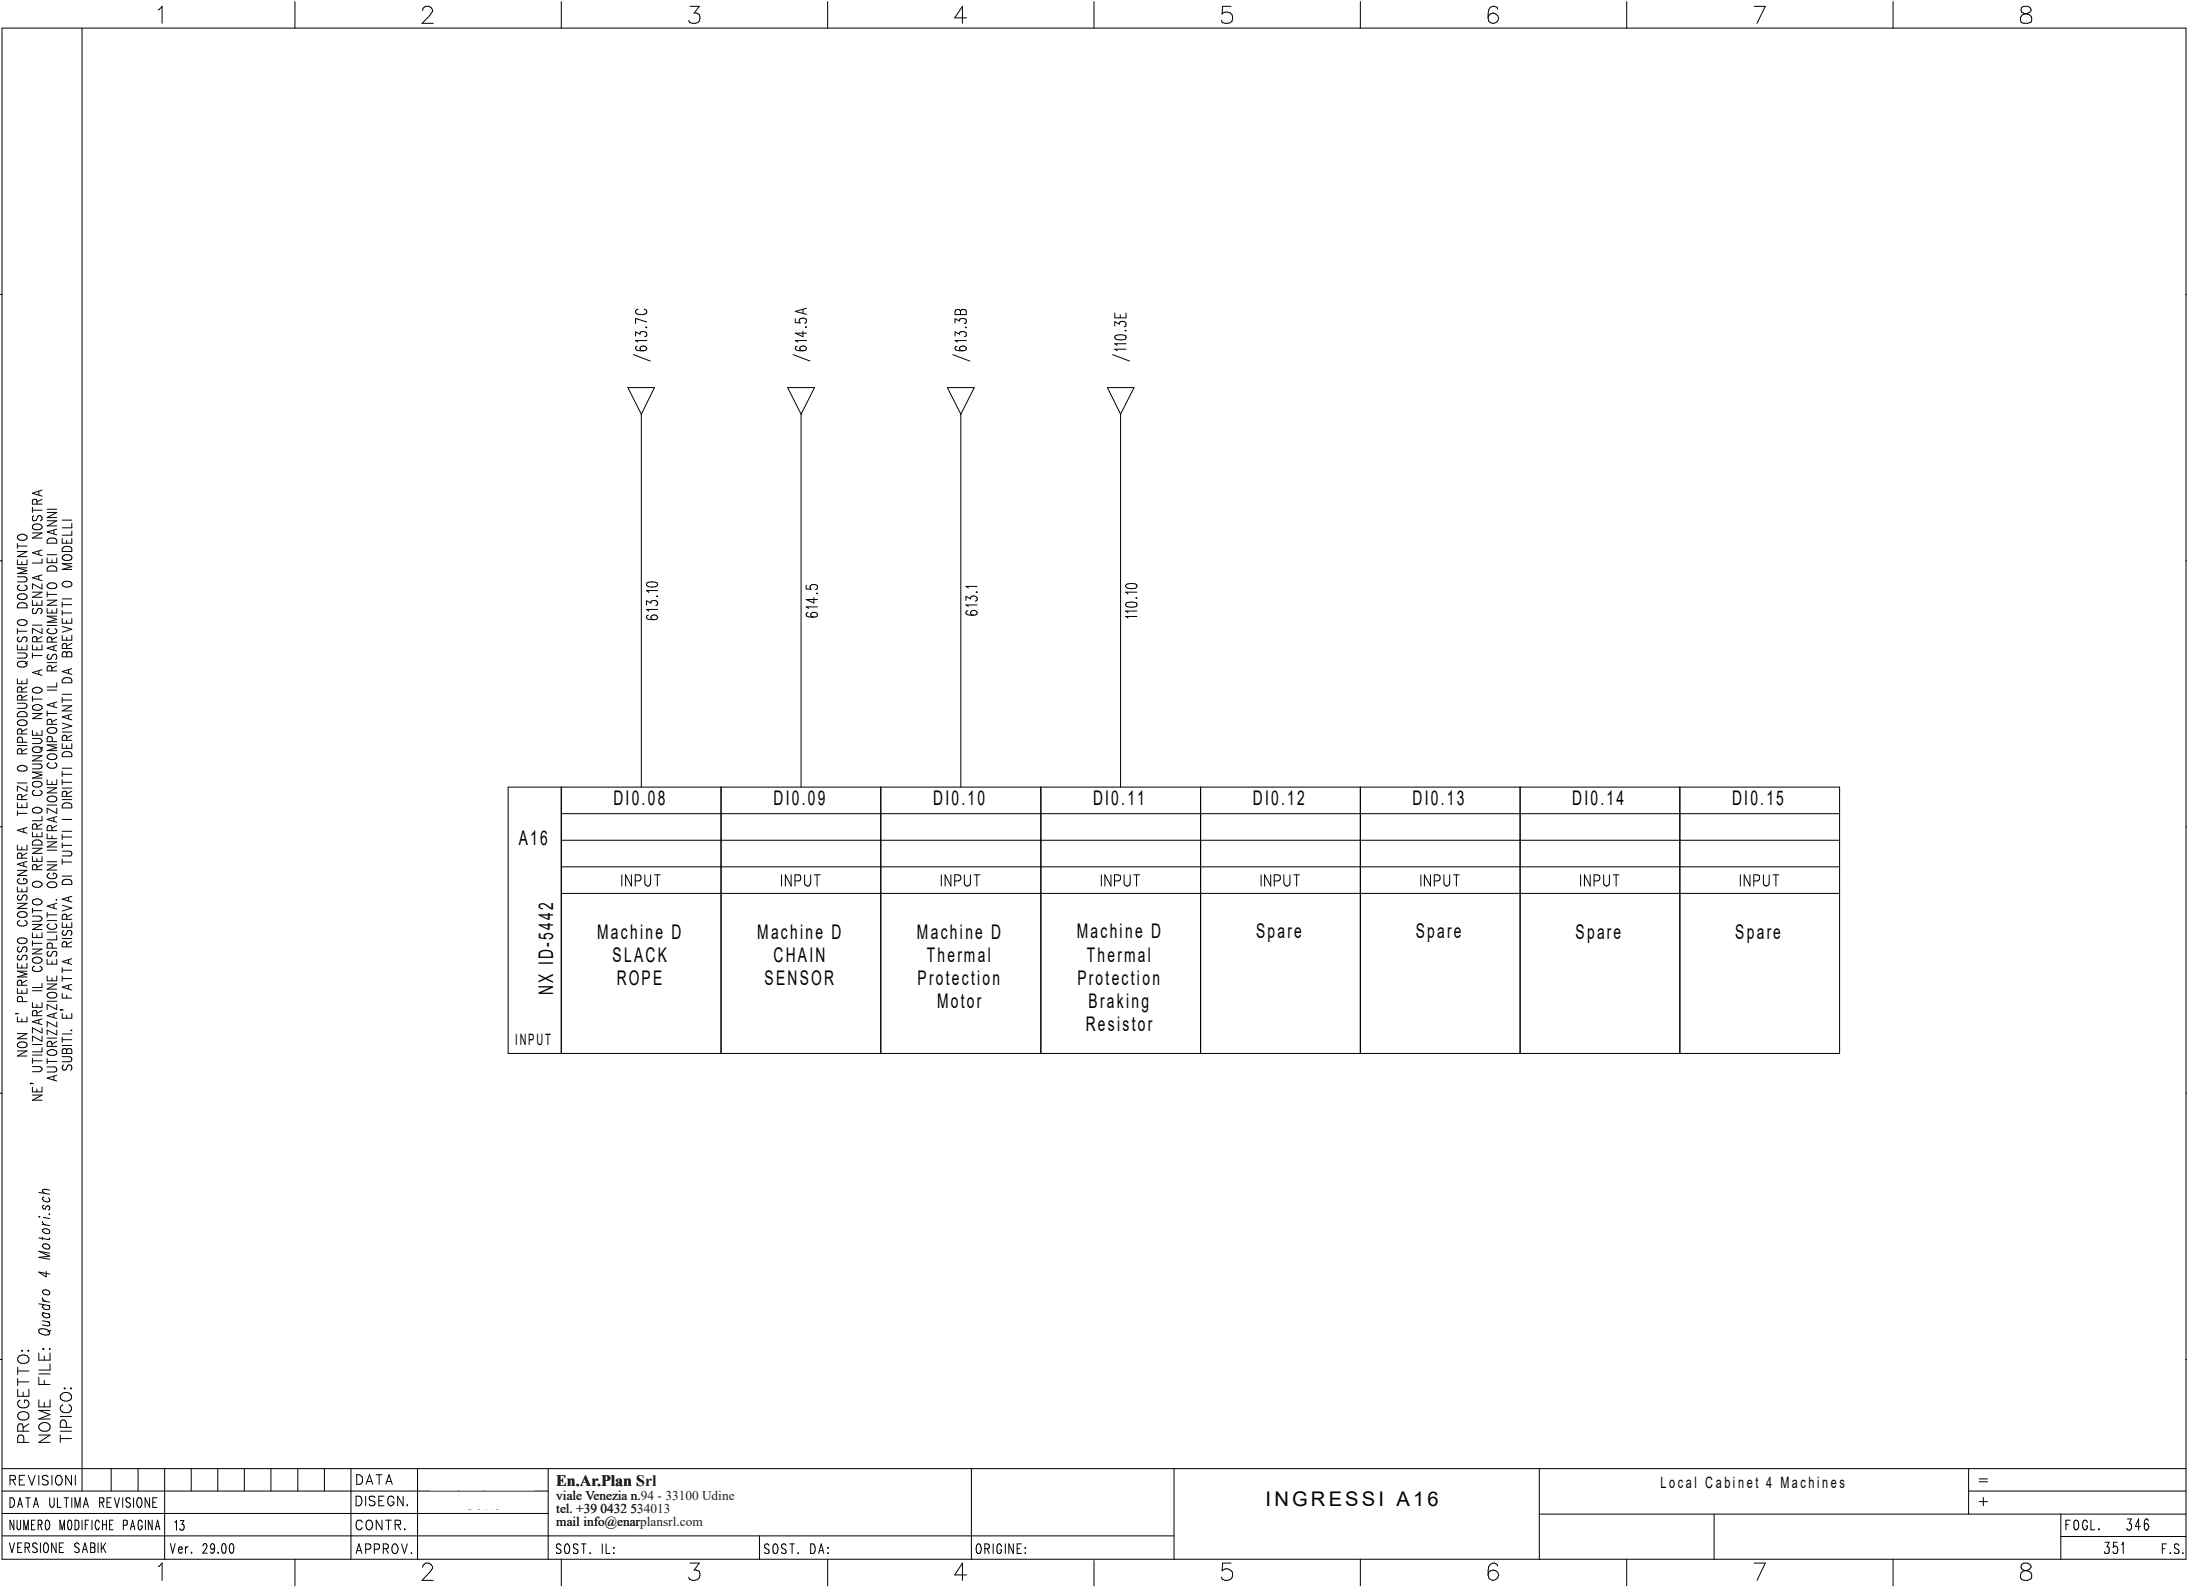 1 2 3 4 5 6 7 8
/613.7C
/614.5A
/613.3B
/110.3E
613.10
614.5
613.1
110.10
A16
NX ID-5442
INPUT
DI0.08 DI0.09 DI0.10 DI0.11 DI0.12 DI0.13 DI0.14 DI0.15
INPUT INPUT INPUT INPUT INPUT INPUT INPUT INPUT
Machine D
SLACK
ROPE
Machine D
CHAIN
SENSOR
Machine D
Thermal
Protection
Motor
Machine D
Thermal
Protection
Braking
Resistor
Spare
Spare
Spare
Spare
NON E' PERMESSO CONSEGNARE A TERZI O RIPRODURRE QUESTO DOCUMENTO
NE' UTILIZZARE IL CONTENUTO O RENDERLO COMUNQUE NOTO A TERZI SENZA LA NOSTRA
AUTORIZZAZIONE ESPLICITA. OGNI INFRAZIONE COMPORTA IL RISARCIMENTO DEI DANNI
SUBITI. E' FATTA RISERVA DI TUTTI I DIRITTI DERIVANTI DA BREVETTI O MODELLI
PROGETTO:
NOME FILE: Quadro 4 Motori.sch
TIPICO:
REVISIONI
DATA ULTIMA REVISIONE
NUMERO MODIFICHE PAGINA 13
VERSIONE SABIK Ver. 29.00
DATA
DISEGN.
CONTR.
APPROV.
En.Ar.Plan Srl
viale Venezia n.94 - 33100 Udine
tel. +39 0432 534013
mail info@enarplansrl.com
SOST. IL: SOST. DA: ORIGINE:
INGRESSI A16
Local Cabinet 4 Machines
=
+
FOGL. 346
351 F.S.
1 2 3 4 5 6 7 8